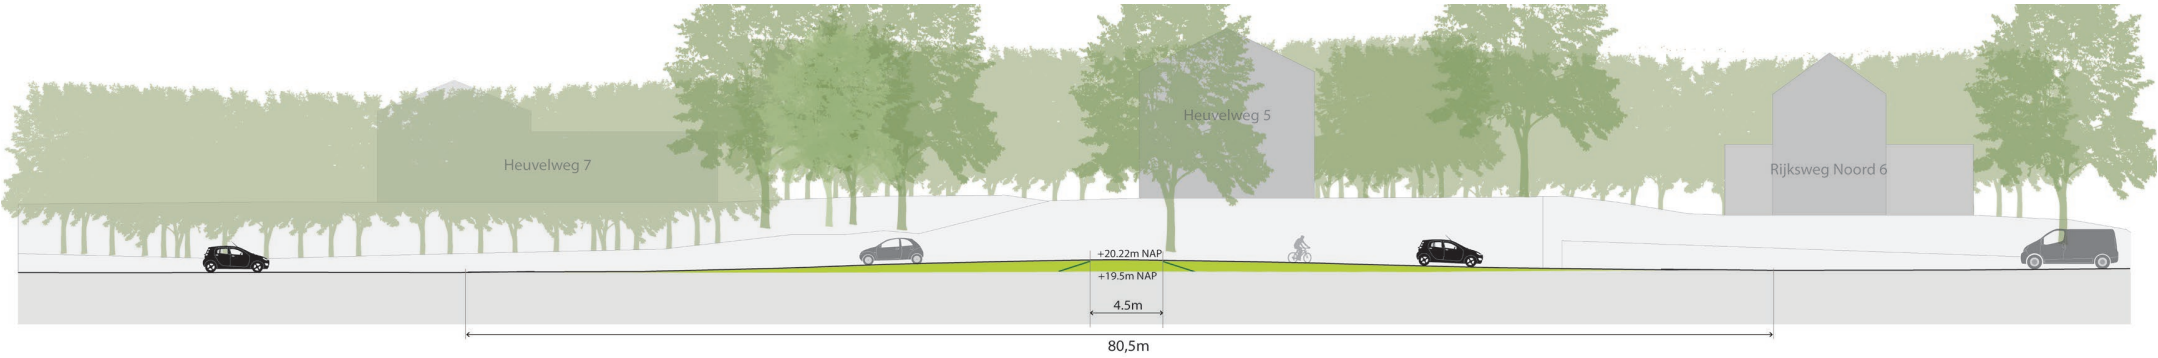 Heuvelweg 7
Heuvelweg 5
Rijksweg Noord 6
+20.22m NAP
+19.5m NAP
4.5m
80,5m